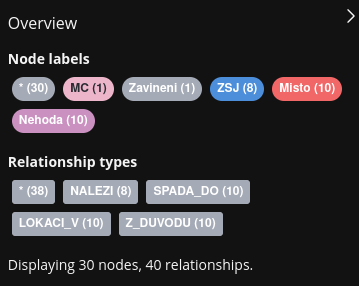 Overview
Node labels
* (30) MC (1) Zavineni (1) ZSJ (8) Misto (10)
Nehoda (10)
Relationship types
* (38) NALEZI (8) SPADA_DO (10)
LOKACI_V (10) Z_DUVODU (10)
Displaying 30 nodes, 40 relationships.